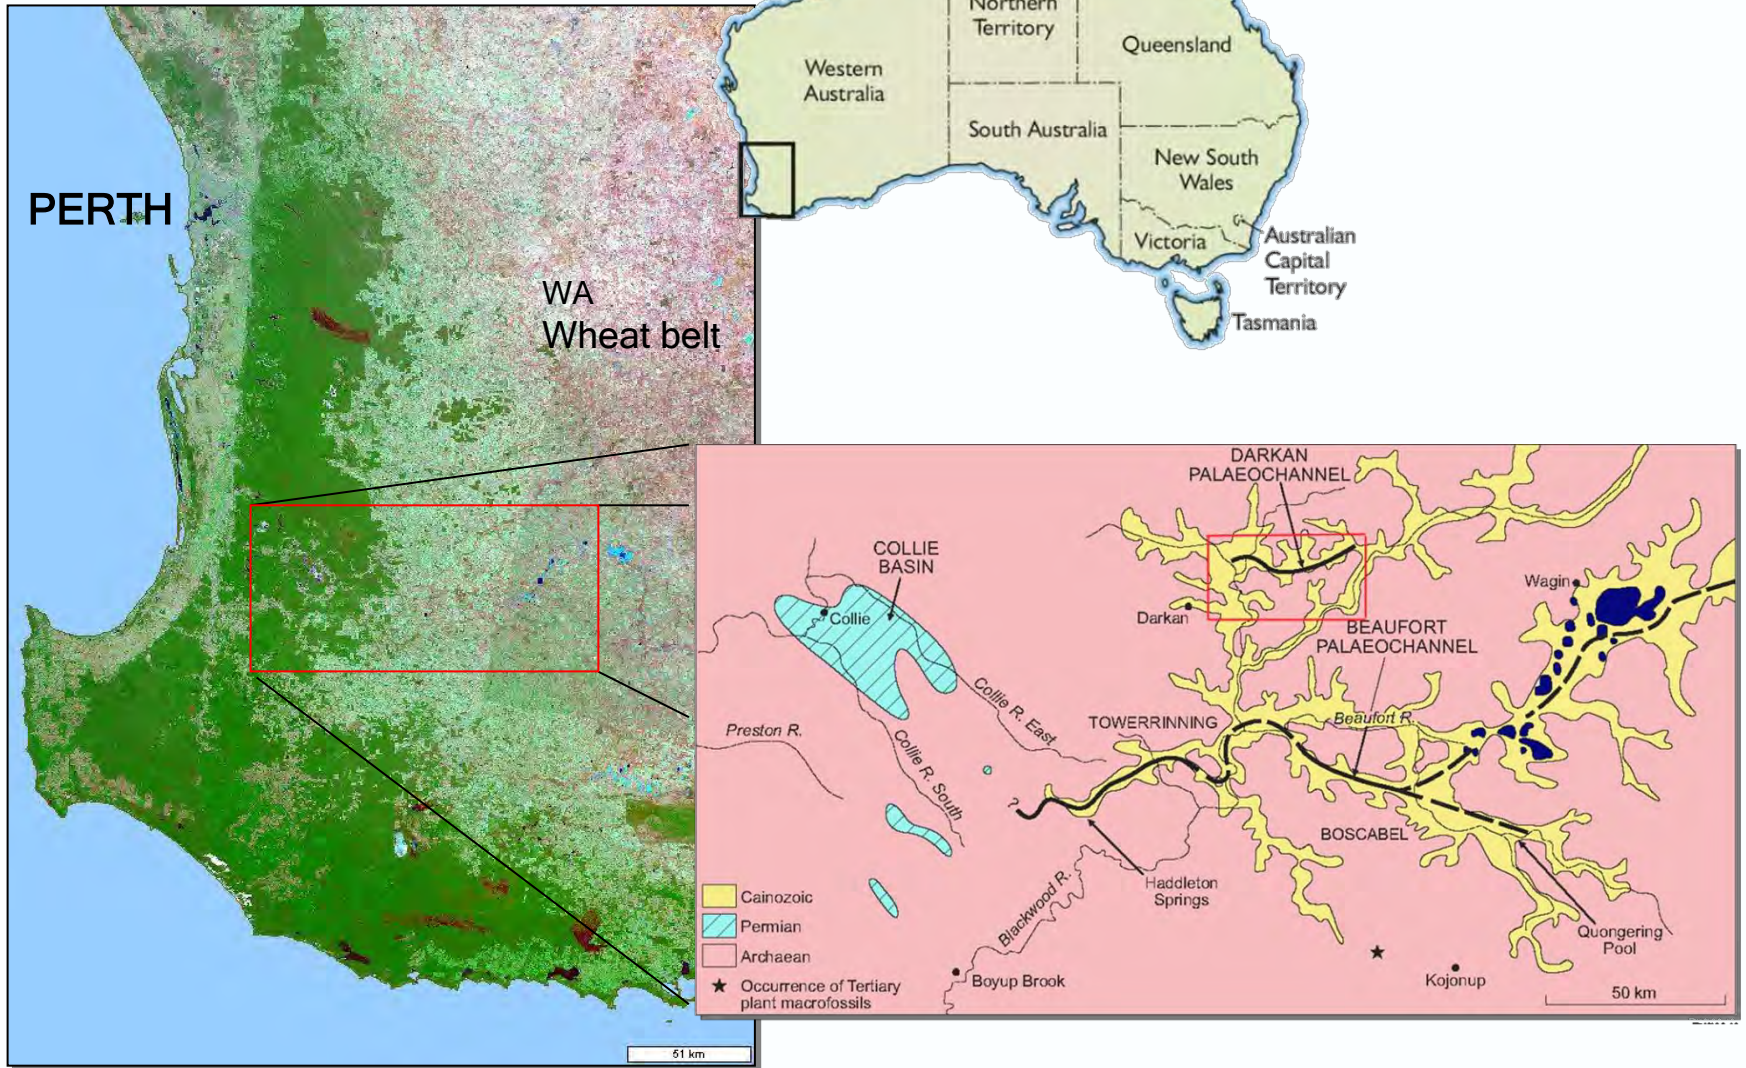 Northern
Territory
Queensland
Western
Australia
South Australia
New South
Wales
Victoria
Australian
Capital
Territory
Tasmania
PERTH
WA
Wheat belt
51 km
DARKAN
PALAEOCHANNEL
COLLIE
BASIN
Collie
Darkan
Wagin
BEAUFORT
PALAEOCHANNEL
Collie R. East
TOWERRINNING
Beaufort R.
Preston R.
Collie R. South
?
BOSCABEL
Haddleton
Springs
Blackwood R.
Quongering
Pool
Boyup Brook
Kojonup
Cainozoic
Permian
Archaean
Occurrence of Tertiary
plant macrofossils
50 km